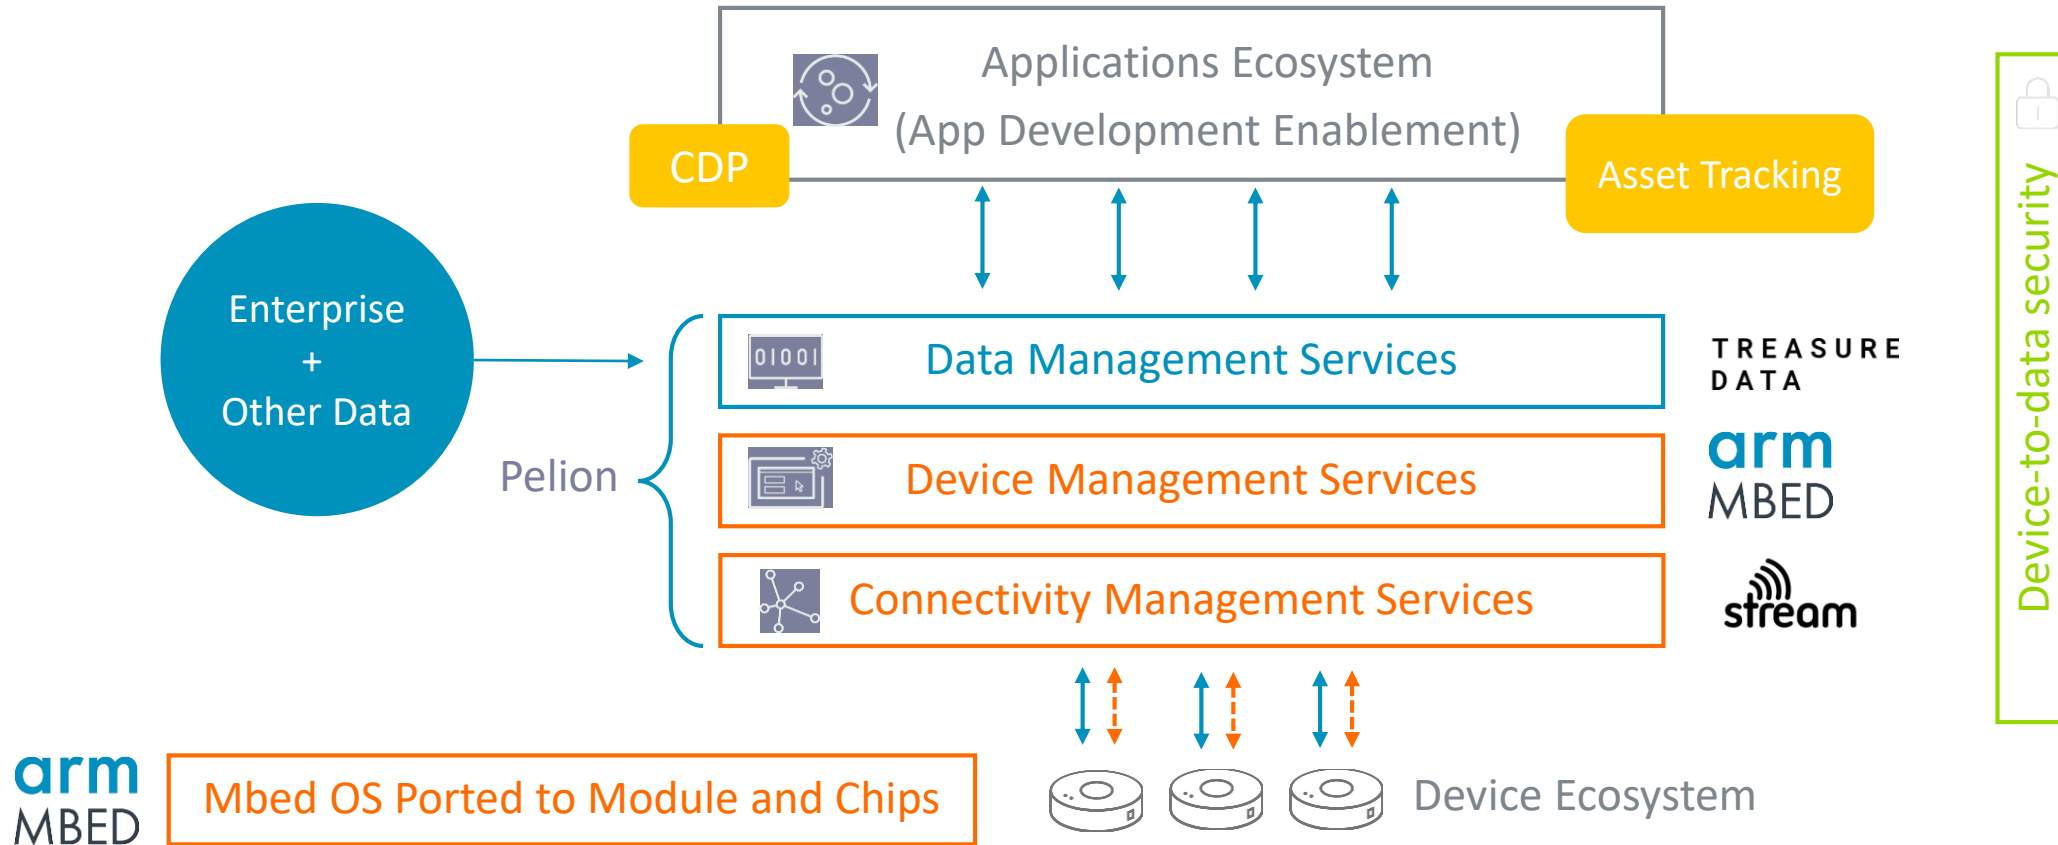 Applications Ecosystem
(App Development Enablement)
CDP
Asset Tracking
Enterprise
+
Other Data
Pelion
01001
Data Management Services
TREASURE
DATA
Device Management Services
arm
MBED
Connectivity Management Services
stream
Device-to-data security
arm
MBED
Mbed OS Ported to Module and Chips
Device Ecosystem